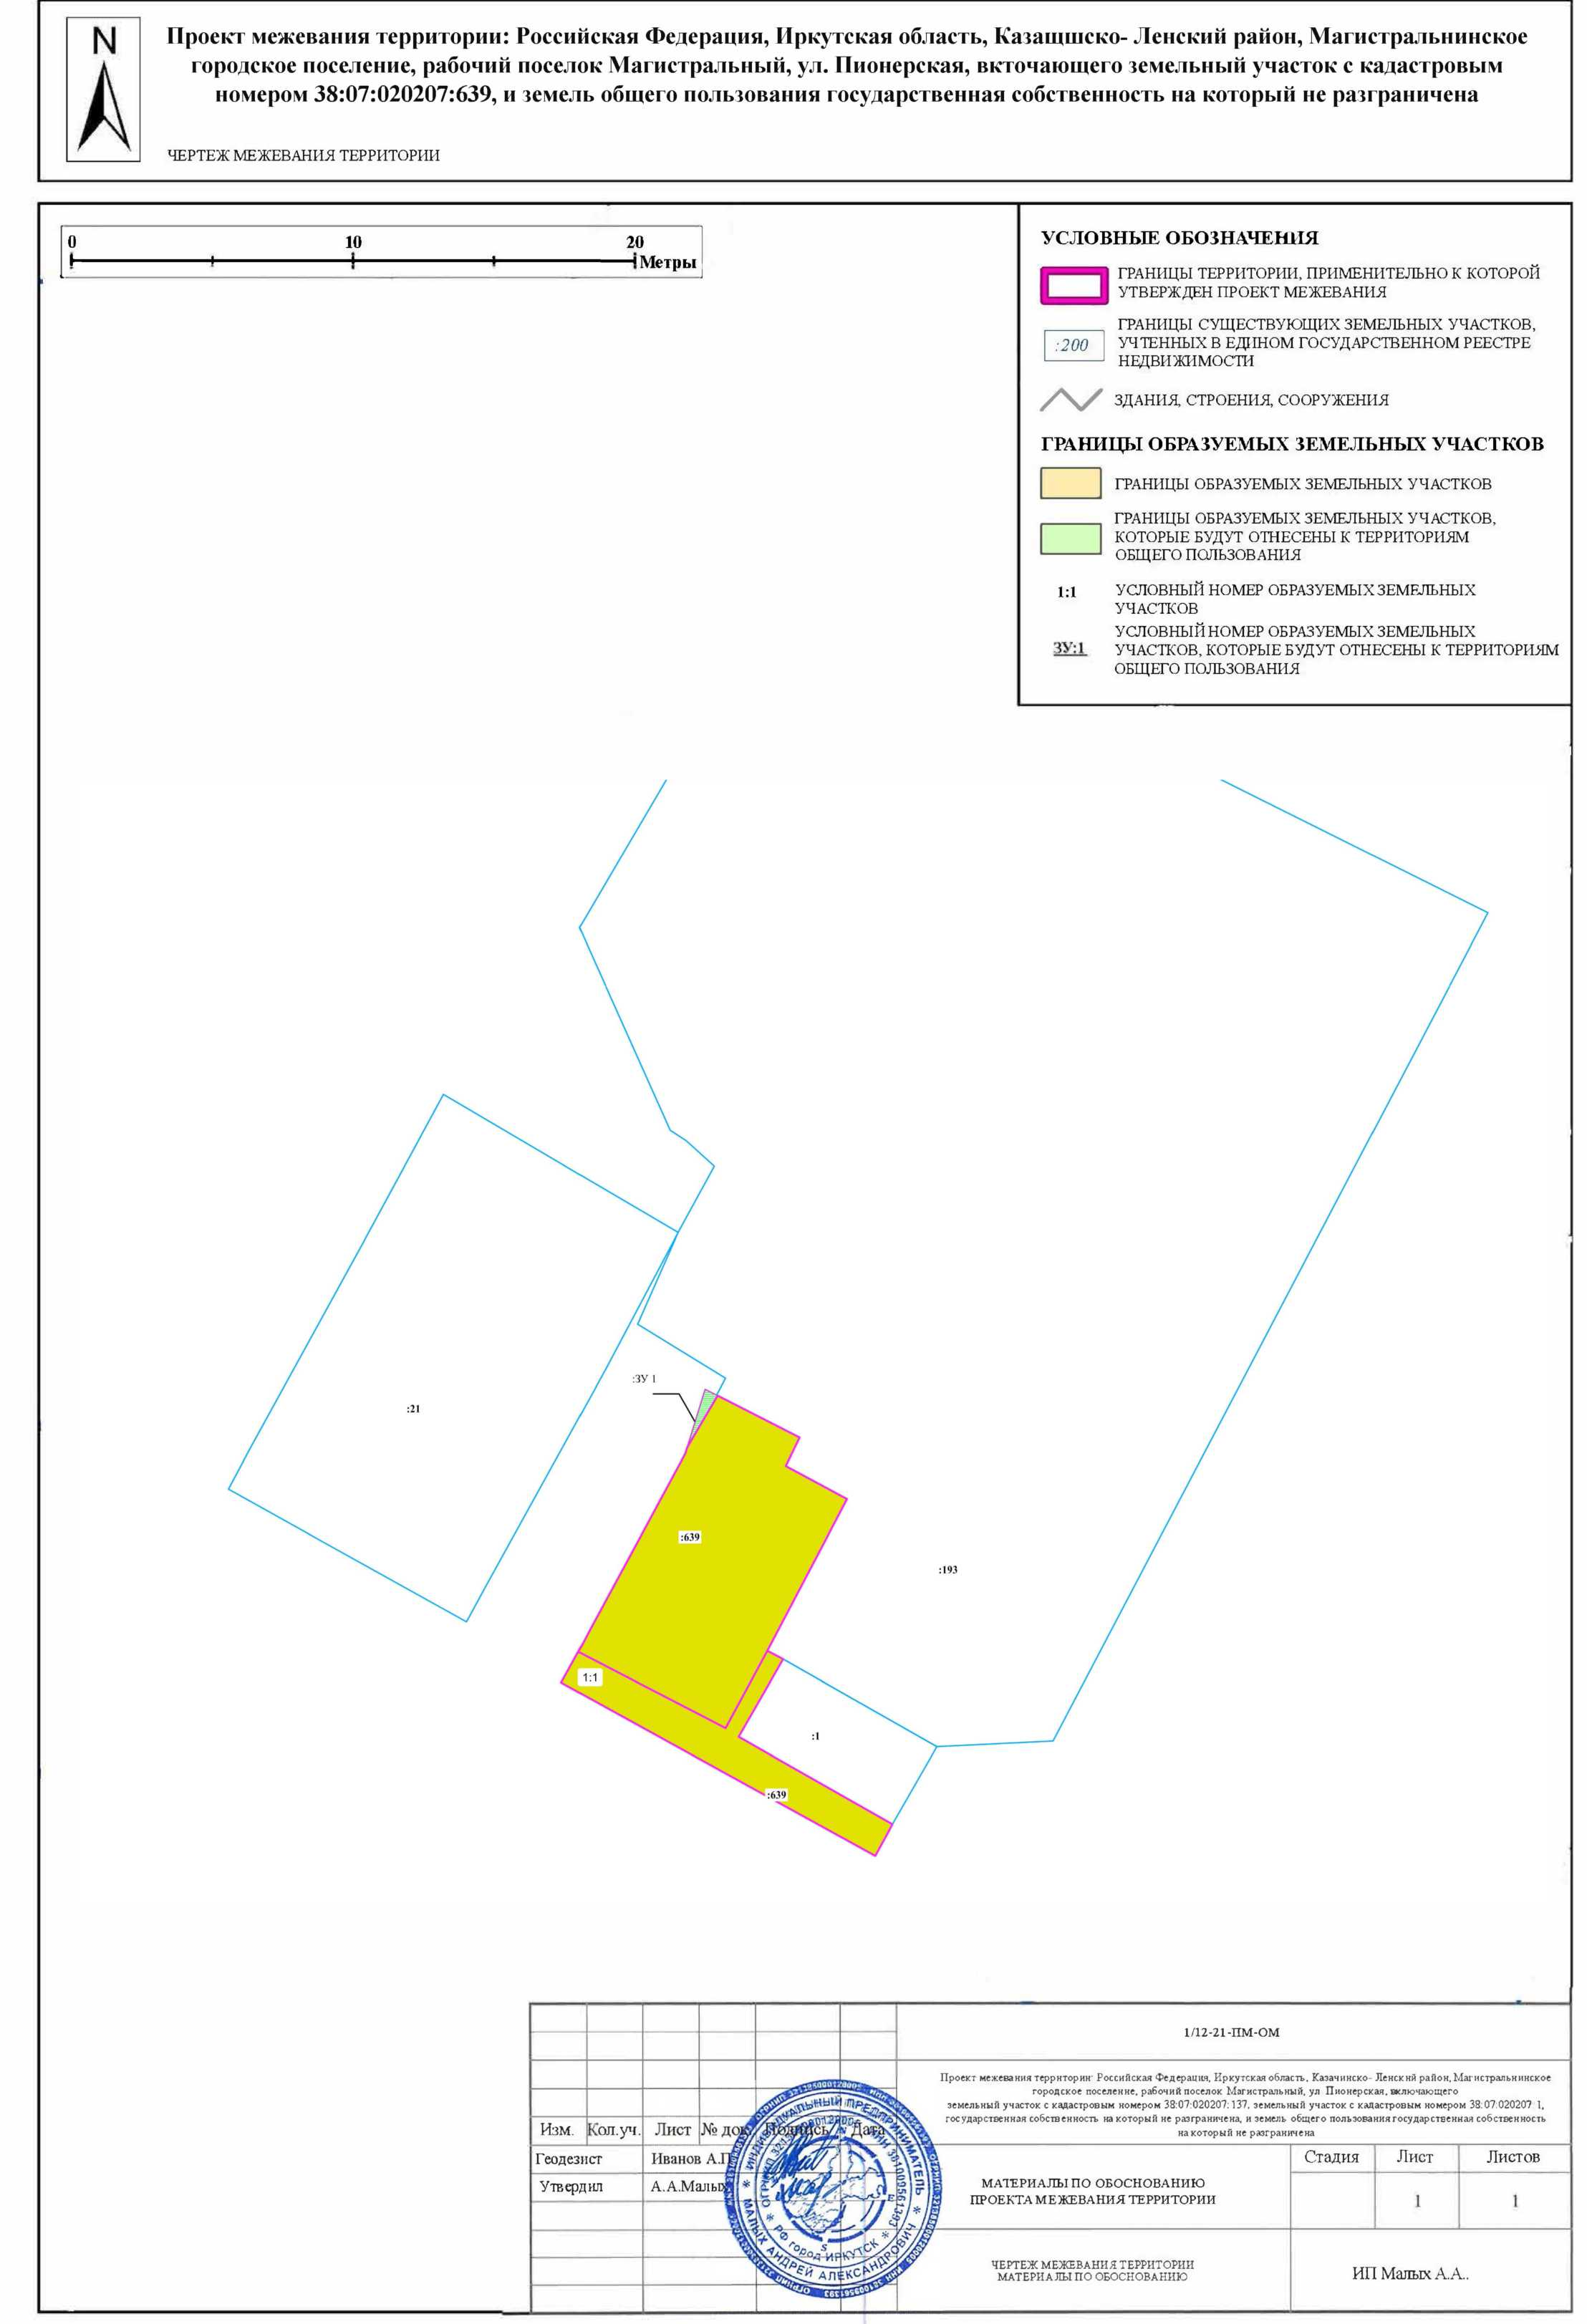 N
Проект межевания территории: Российская Федерация, Иркутская область, Казащшско- Ленский район, Магистральнинское
городское поселение, рабочий поселок Магистральный, ул. Пионерская, вкточающего земельный участок с кадастровым
номером 38:07:020207:639, и земель общего пользования государственная собственность на который не разграничена
ЧЕРТЕЖ МЕЖЕВАНИЯ ТЕРРИТОРИИ
0 10 20
Метры
УСЛОВНЫЕ ОБОЗНАЧЕНИЯ
ГРАНИЦЫ ТЕРРИТОРИИ, ПРИМЕНИТЕЛЬНО К КОТОРОЙ
УТВЕРЖДЕН ПРОЕКТ МЕЖЕВАНИЯ
:200
ГРАНИЦЫ СУЩЕСТВУЮЩИХ ЗЕМЕЛЬНЫХ УЧАСТКОВ,
УЧТЕННЫХ В ЕДИНОМ ГОСУДАРСТВЕННОМ РЕЕСТРЕ
НЕДВИЖИМОСТИ
ЗДАНИЯ, СТРОЕНИЯ, СООРУЖЕНИЯ
ГРАНИЦЫ ОБРАЗУЕМЫХ ЗЕМЕЛЬНЫХ УЧАСТКОВ
ГРАНИЦЫ ОБРАЗУЕМЫХ ЗЕМЕЛЬНЫХ УЧАСТКОВ
ГРАНИЦЫ ОБРАЗУЕМЫХ ЗЕМЕЛЬНЫХ УЧАСТКОВ,
КОТОРЫЕ БУДУТ ОТНЕСЕНЫ К ТЕРРИТОРИЯМ
ОБЩЕГО ПОЛЬЗОВАНИЯ
1:1
УСЛОВНЫЙ НОМЕР ОБРАЗУЕМЫХ ЗЕМЕЛЬНЫХ
УЧАСТКОВ
ЗУ:1
УСЛОВНЫЙ НОМЕР ОБРАЗУЕМЫХ ЗЕМЕЛЬНЫХ
УЧАСТКОВ, КОТОРЫЕ БУДУТ ОТНЕСЕНЫ К ТЕРРИТОРИЯМ
ОБЩЕГО ПОЛЬЗОВАНИЯ
:ЗУ 1
:21
:639
:193
1:1
:1
:639
1/12-21-ПМ-ОМ
Проект межевания территории: Российская Федерация, Иркутская область, Казачинско- Ленский район, Магистральнинское
городское поселение, рабочий поселок Магистральный, ул Пионерская, включающего
земельный участок с кадастровым номером 38:07:020207:137, земельный участок с кадастровым номером 38:07:020207:1,
государственная собственность на который не разграничена, и земель общего пользования государственная собственность
на который не разграничена
Изм. Кол.уч. Лист № док. Подпись Дата
Геодезист Иванов А.П
Утвердил А.А.Малых
МАТЕРИАЛЫ ПО ОБОСНОВАНИЮ
ПРОЕКТА МЕЖЕВАНИЯ ТЕРРИТОРИИ
Стадия Лист Листов
1 1
ЧЕРТЕЖ МЕЖЕВАНИЯ ТЕРРИТОРИИ
МАТЕРИАЛЫ ПО ОБОСНОВАНИЮ
ИП Малых А.А..
ИНДИВИДУАЛЬНЫЙ ПРЕДПРИНИМАТЕЛЬ
МАЛЫХ АНДРЕЙ АЛЕКСАНДРОВИЧ
РФ город ИРКУТСК